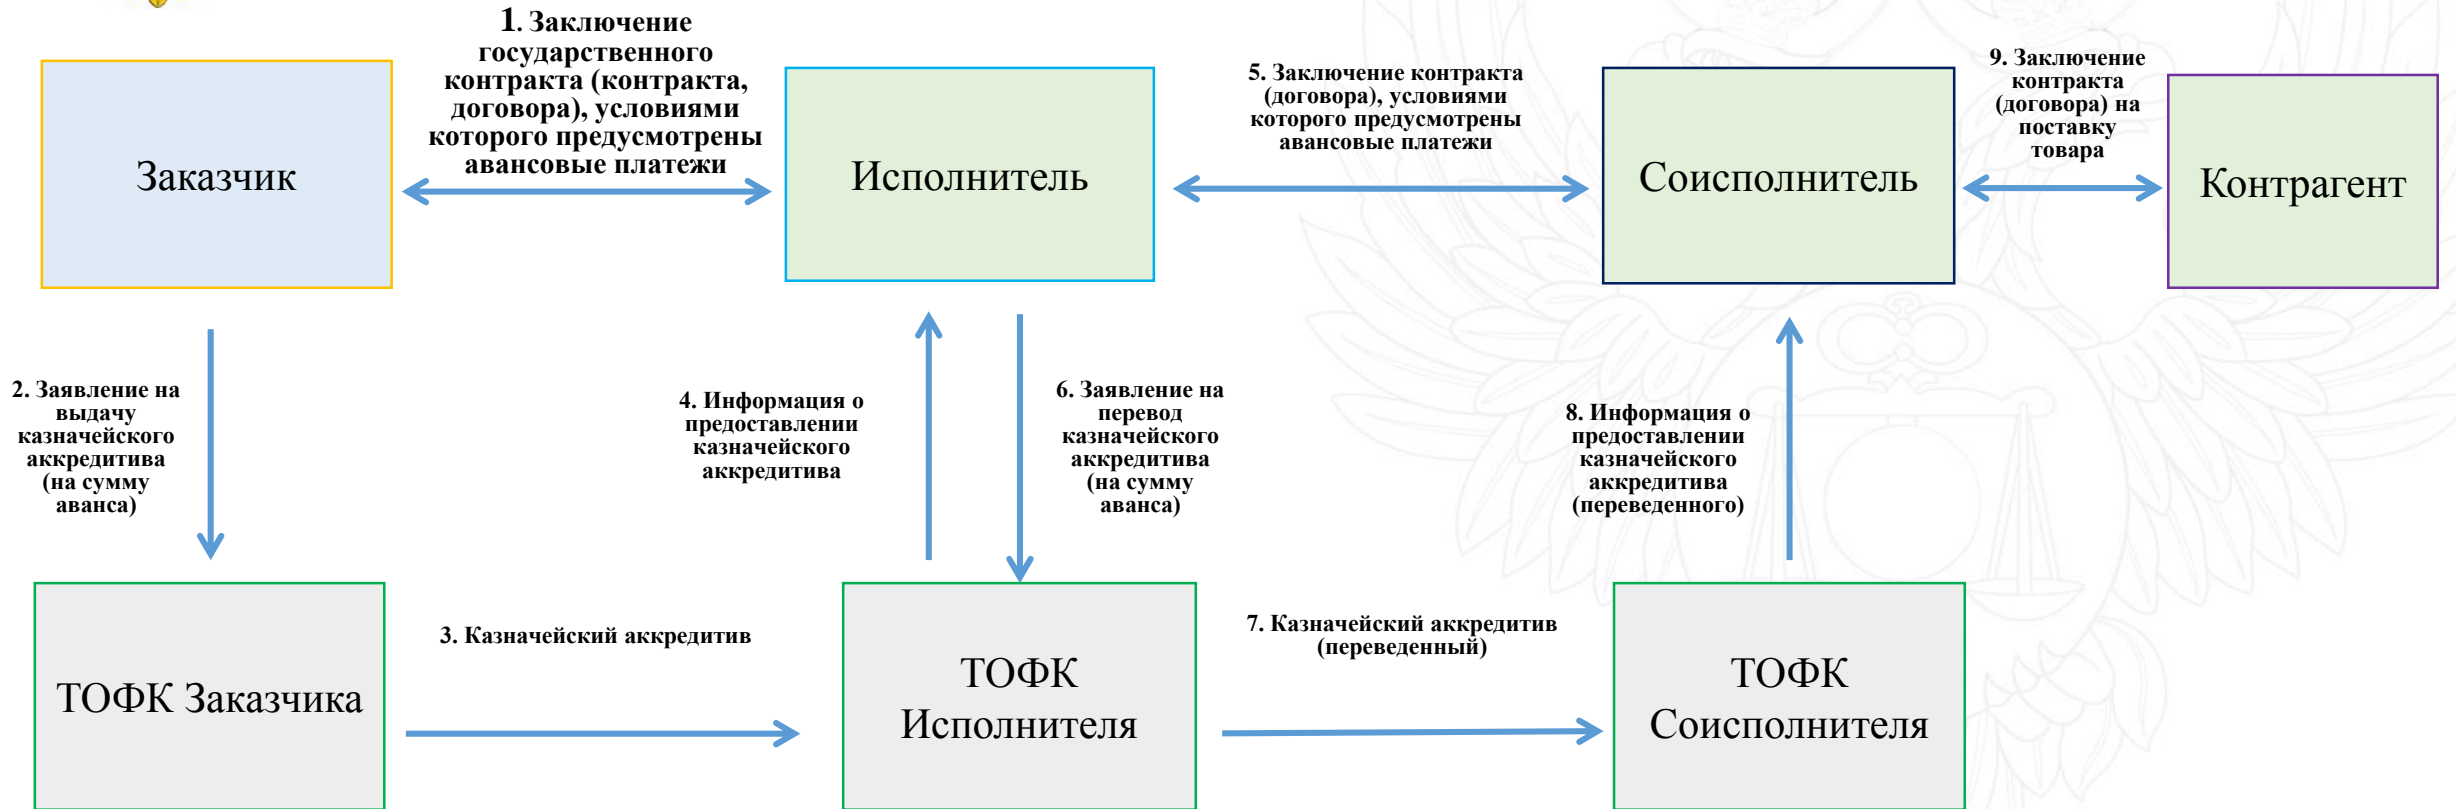 1. Заключение
государственного
контракта (контракта,
договора), условиями
которого предусмотрены
авансовые платежи
5. Заключение контракта
(договора), условиями
которого предусмотрены
авансовые платежи
9. Заключение
контракта
(договора) на
поставку
товара
Заказчик
Исполнитель
Соисполнитель
Контрагент
2. Заявление на
выдачу
казначейского
аккредитива
(на сумму
аванса)
4. Информация о
предоставлении
казначейского
аккредитива
6. Заявление на
перевод
казначейского
аккредитива
(на сумму
аванса)
8. Информация о
предоставлении
казначейского
аккредитива
(переведенного)
3. Казначейский аккредитив
7. Казначейский аккредитив
(переведенный)
ТОФК Заказчика
ТОФК
Исполнителя
ТОФК
Соисполнителя